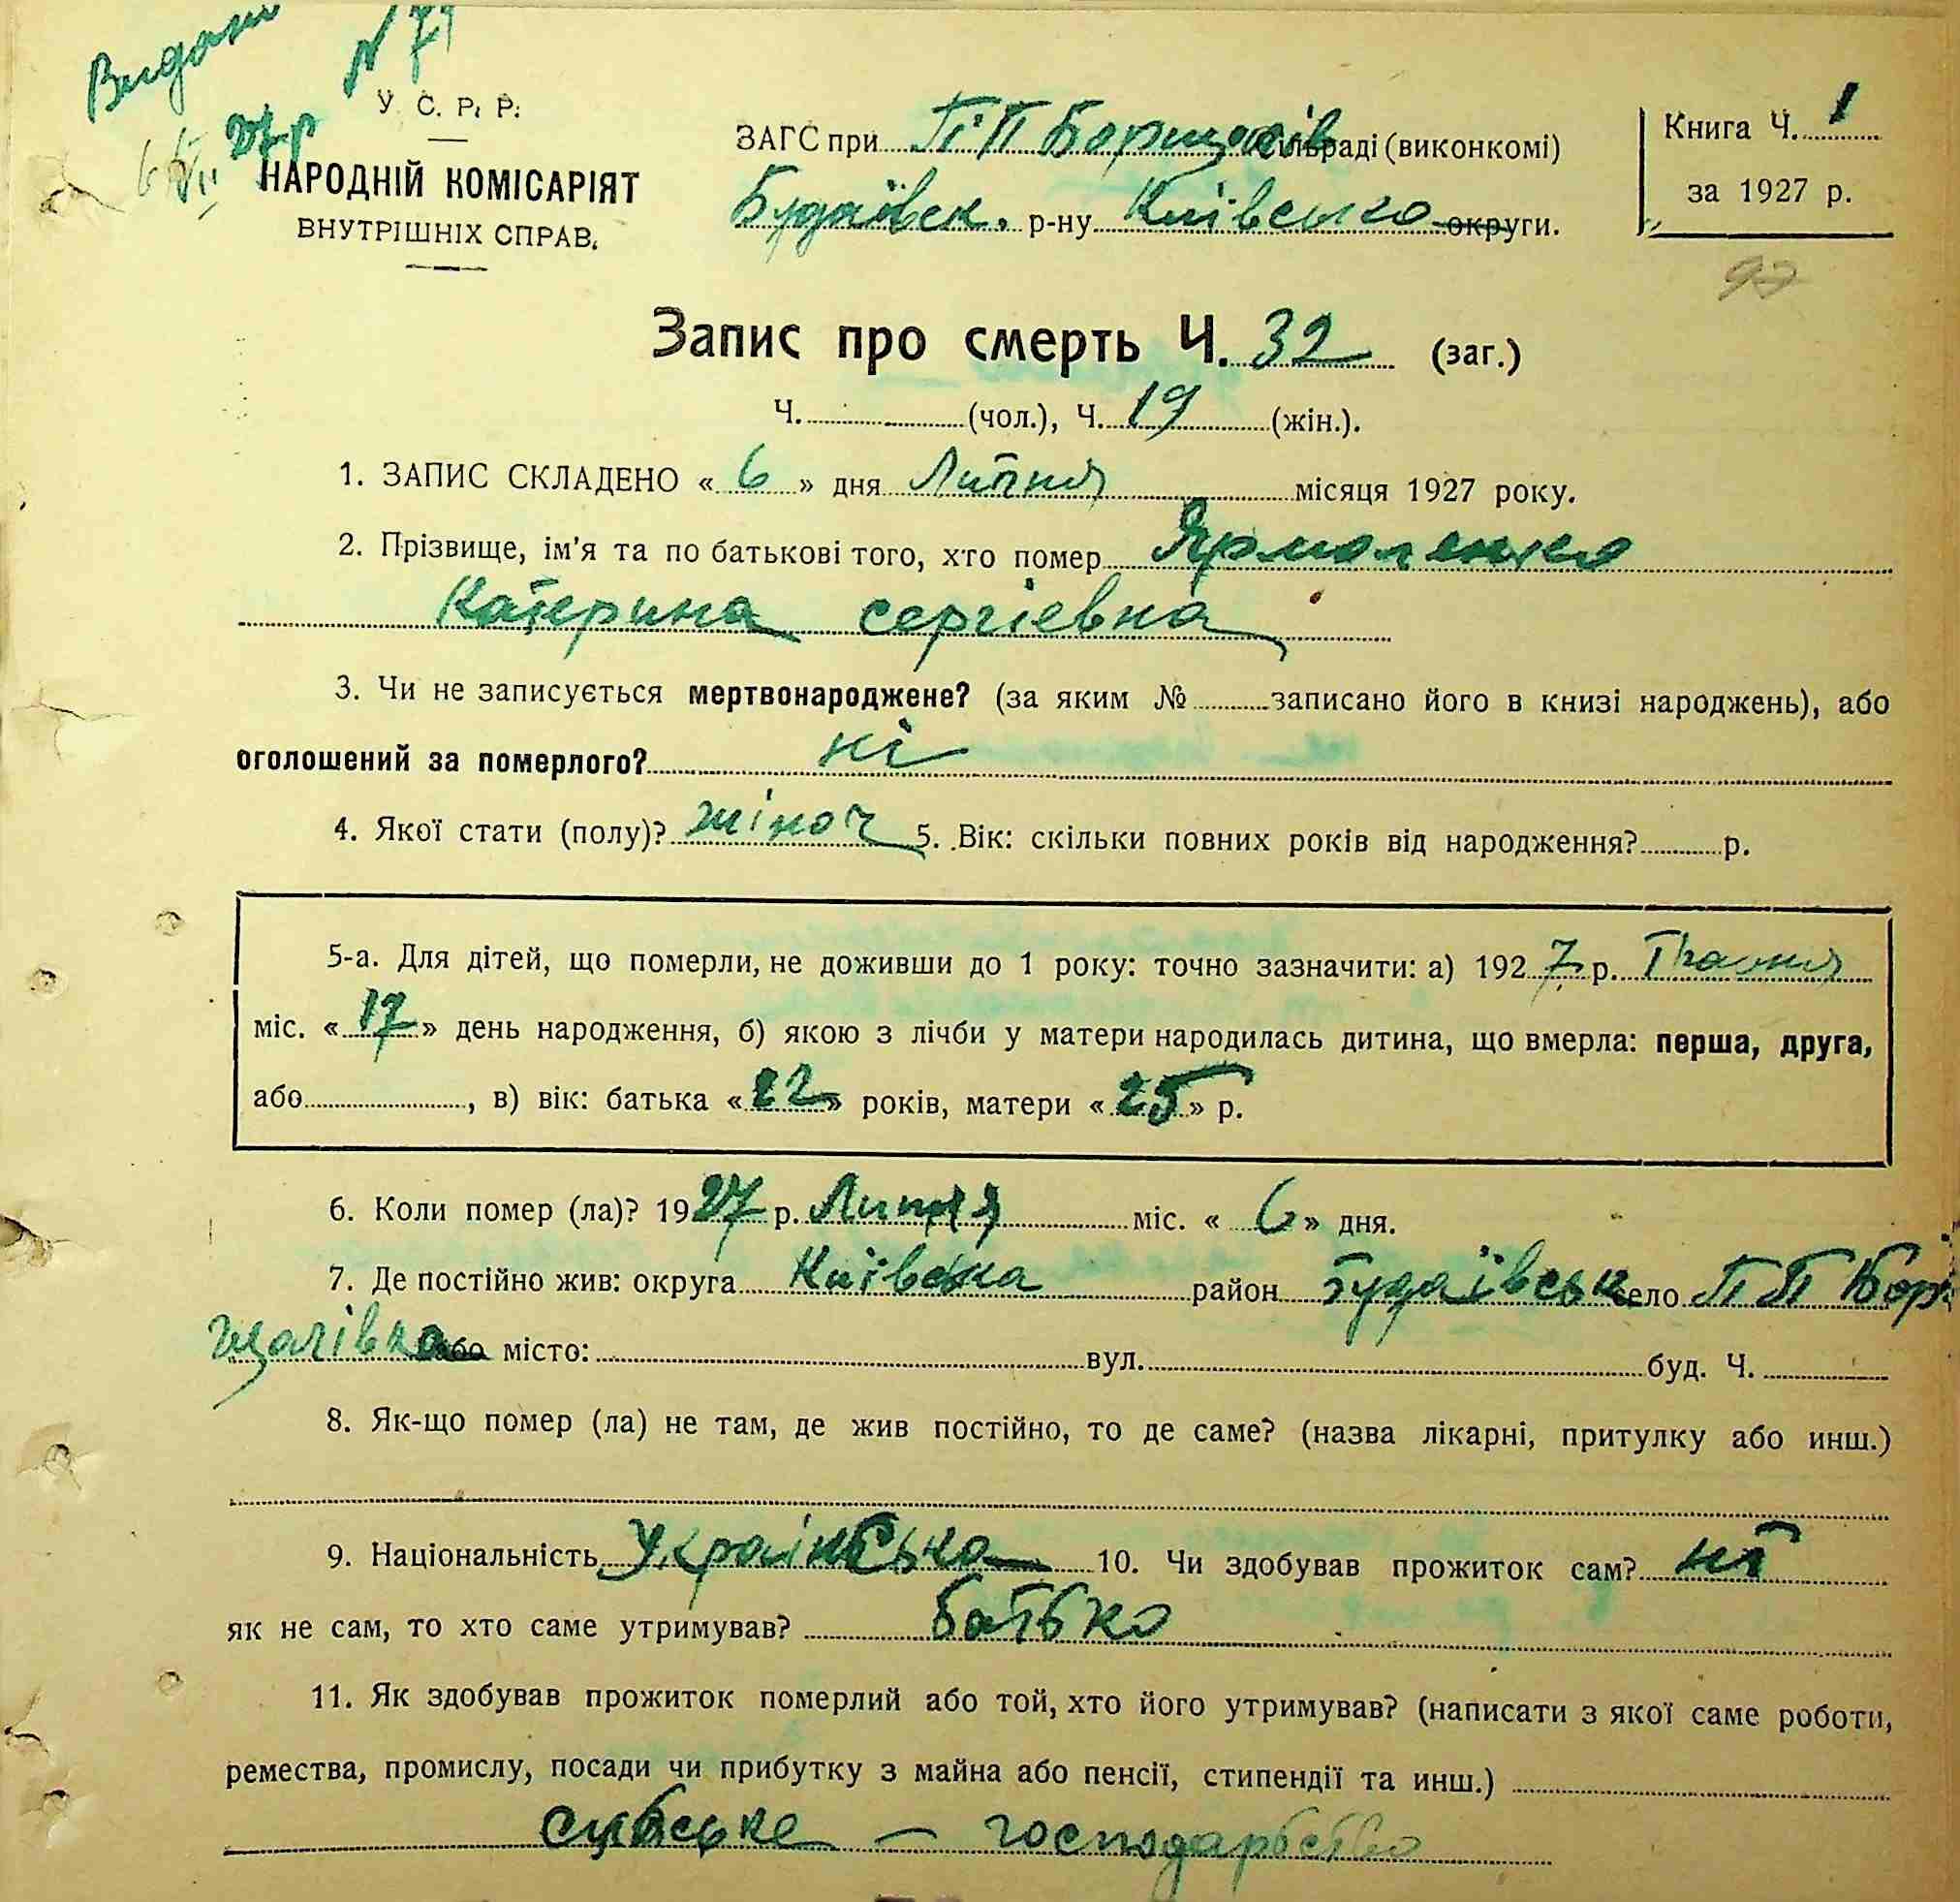 Видано № 71
6/VII 27р
У. С. Р. Р.
НАРОДНІЙ КОМІСАРІЯТ
ВНУТРІШНІХ СПРАВ.
ЗАГС при П П Борщагів сільраді (виконкомі)
Будаївск. р-ну Київсько округи.
Книга Ч. 1
за 1927 р.
97
Запис про смерть Ч. 32 (заг.)
Ч. (чол.), Ч. 19 (жін.).
1. ЗАПИС СКЛАДЕНО « 6 » дня Липня місяця 1927 року.
2. Прізвище, ім'я та по батькові того, хто помер Ярмоленко
Катерина сергіевна
3. Чи не записується мертвонароджене? (за яким № записано його в книзі народжень), або
оголошений за померлого? ні
4. Якої стати (полу)? жіноч 5. Вік: скільки повних років від народження? р.
5-а. Для дітей, що померли, не доживши до 1 року: точно зазначити: а) 1927 р. Травня
міс. « 17 » день народження, б) якою з лічби у матери народилась дитина, що вмерла: перша, друга,
або , в) вік: батька « 22 » років, матери « 25 » р.
6. Коли помер (ла)? 1927 р. Липня міс. « 6 » дня.
7. Де постійно жив: округа Київська район Будаївськ село П П Бор
щагівка або місто: вул. буд. Ч.
8. Як-що помер (ла) не там, де жив постійно, то де саме? (назва лікарні, притулку або инш.)
9. Національність Українська 10. Чи здобував прожиток сам? ні
як не сам, то хто саме утримував? батько
11. Як здобував прожиток померлий або той, хто його утримував? (написати з якої саме роботи,
ремества, промислу, посади чи прибутку з майна або пенсії, стипендії та инш.)
сільське — господарство